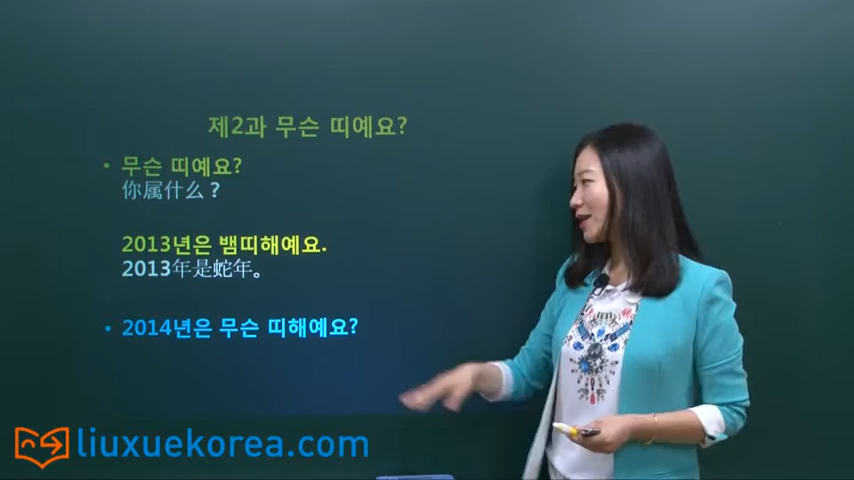 제2과 무슨 띠예요?
• 무슨 띠예요?
你属什么？
2013년은 뱀띠해예요.
2013年是蛇年。
• 2014년은 무슨 띠해예요?
liuxuekorea.com